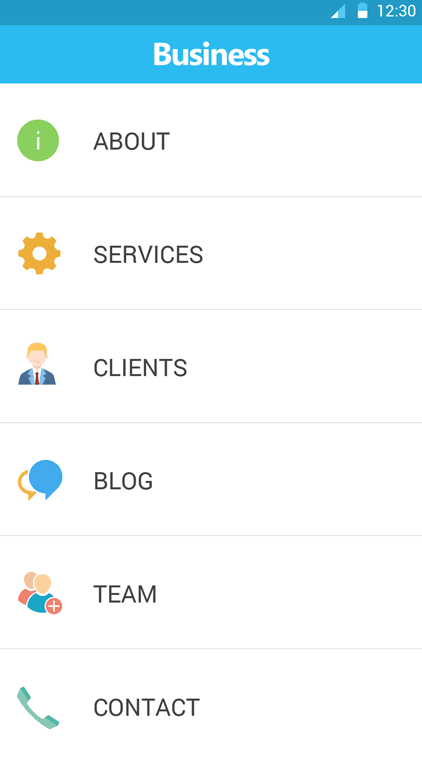 12:30
Business
i
ABOUT
SERVICES
CLIENTS
BLOG
TEAM
CONTACT